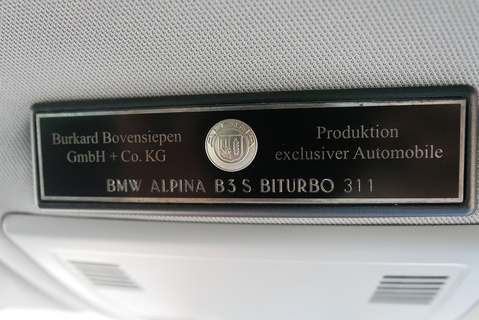 Burkard Bovensiepen
GmbH + Co. KG
Produktion
exclusiver Automobile
BMW ALPINA B3 S BITURBO 311